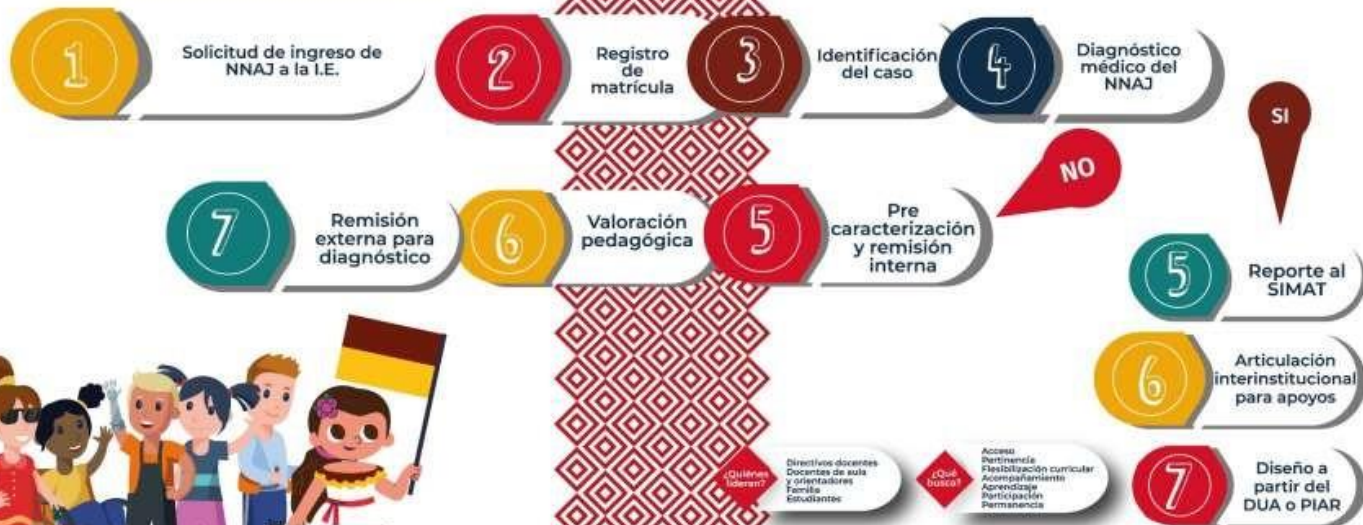 1
Solicitud de ingreso de
NNAJ a la I.E.
2
Registro
de
matrícula
3
Identificación
del caso
4
Diagnóstico
médico del
NNAJ
SI
NO
7
Remisión
externa para
diagnóstico
6
Valoración
pedagógica
5
Pre
caracterización
y remisión
interna
5
Reporte al
SIMAT
6
Articulación
interinstitucional
para apoyos
7
Diseño a
partir del
DUA o PIAR
¿Quiénes
lideran?
Directivos docentes
Docentes de aula
y orientadores
Familia
Estudiantes
¿Qué
busca?
Acceso
Pertinencia
Flesibilización curricular
Acompañamiento
Aprendizaje
Participación
Permanencia